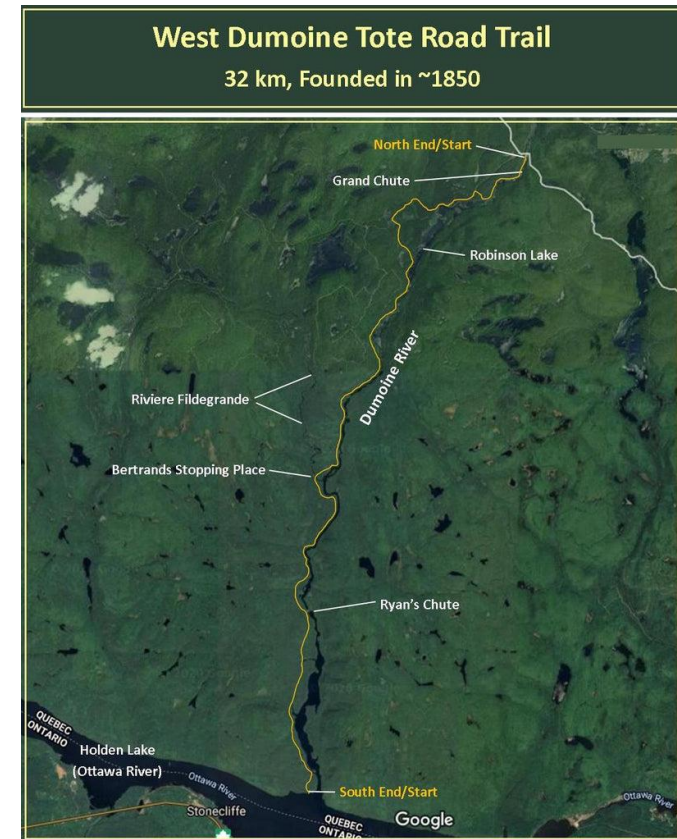 West Dumoine Tote Road Trail
32 km, Founded in ~1850
North End/Start
Grand Chute
Robinson Lake
Dumoine River
Riviere Fildegrande
Bertrands Stopping Place
Ryan's Chute
QUEBEC
ONTARIO
Holden Lake
(Ottawa River)
Ottawa River
Stonecliffe
South End/Start
Google
QUEBEC
ONTARIO
Ottawa River